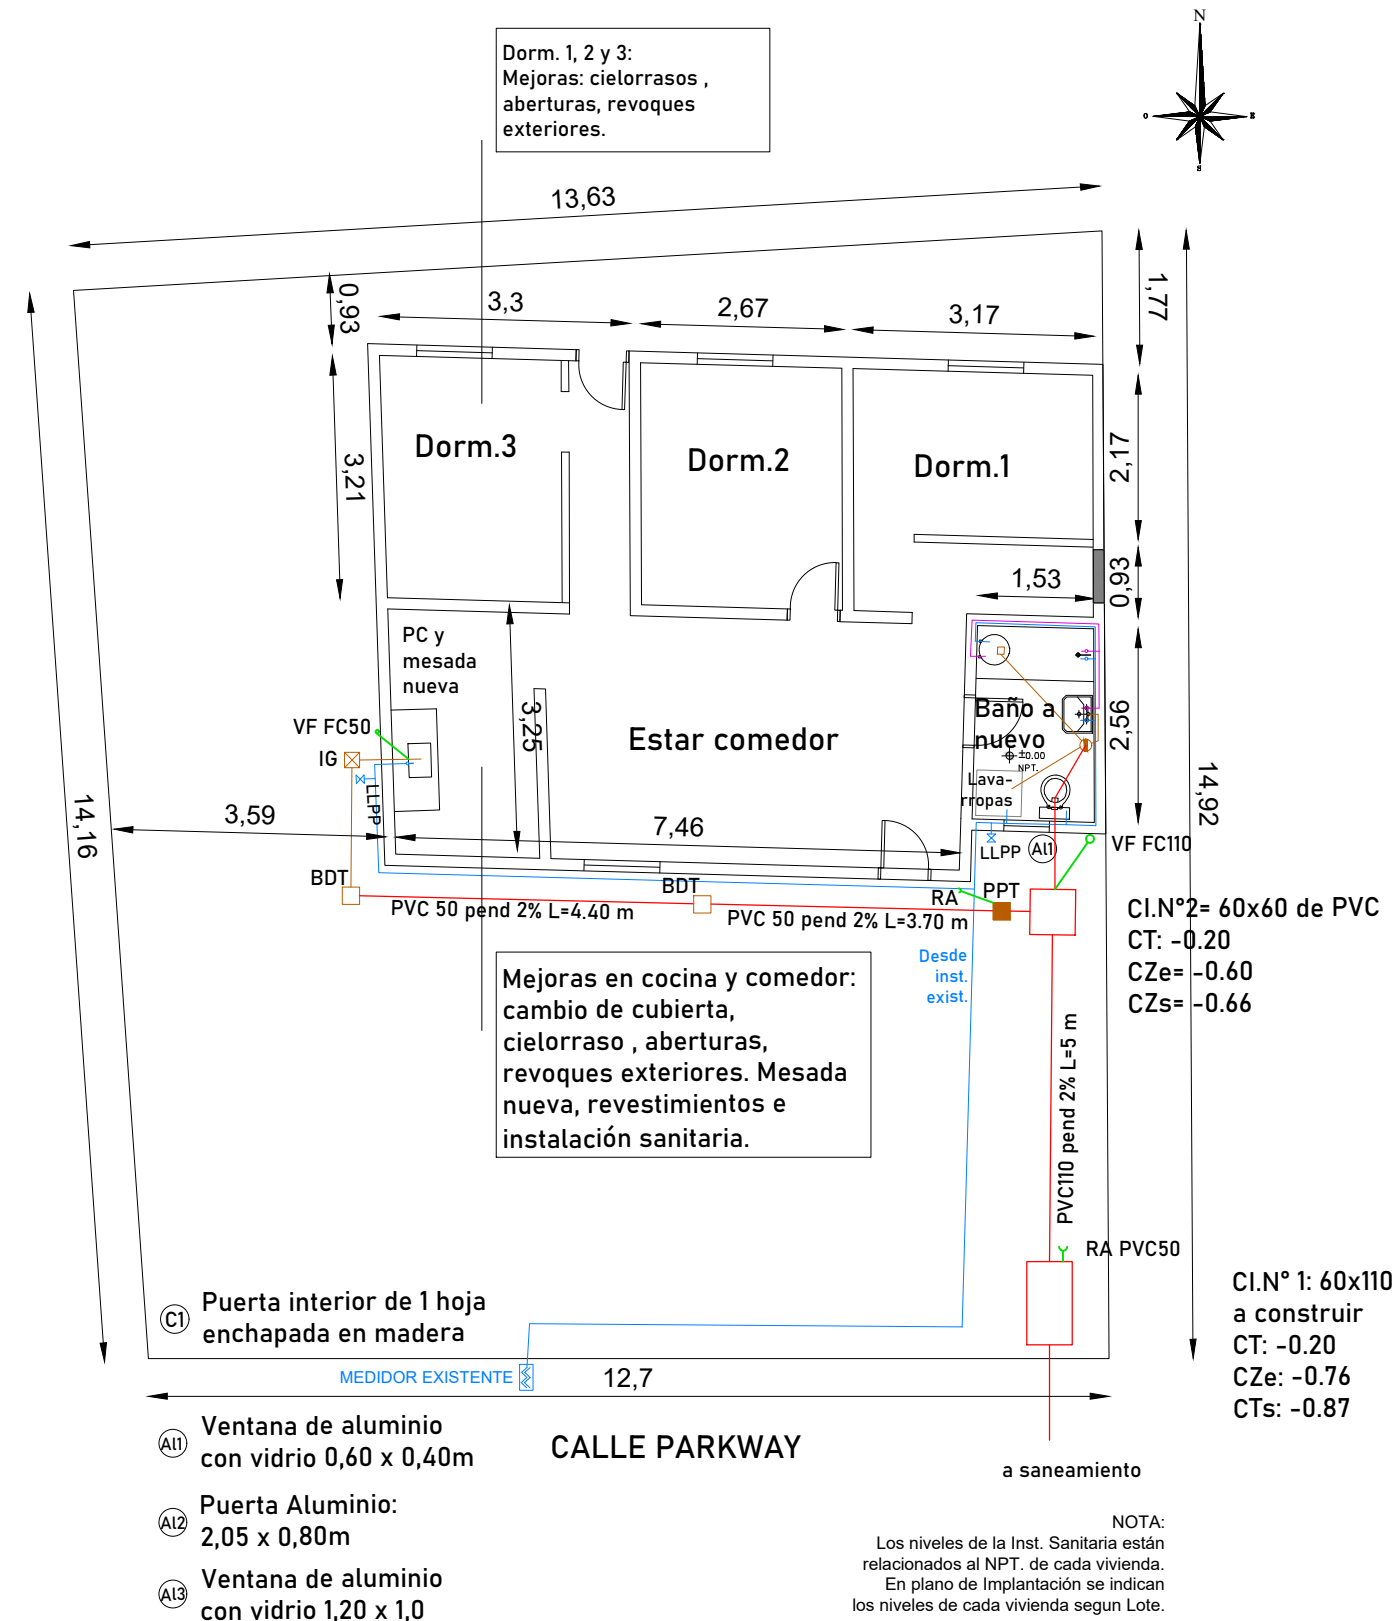 N
O
E
S
Dorm. 1, 2 y 3:
Mejoras: cielorrasos ,
aberturas, revoques
exteriores.
13,63
0,93
3,3
2,67
3,17
1,77
Dorm.3
Dorm.2
Dorm.1
3,21
2,17
0,93
1,53
PC y
mesada
nueva
VF FC50
IG
LLPP
3,25
Estar comedor
Baño a
nuevo
±0.00
NPT.
Lava-
rropas
2,56
14,16
3,59
7,46
14,92
LLPP
Al1
VF FC110
BDT
BDT
RA
PPT
PVC 50 pend 2% L=4.40 m
PVC 50 pend 2% L=3.70 m
CI.N°2= 60x60 de PVC
CT: -0.20
CZe= -0.60
CZs= -0.66
Desde
inst.
exist.
Mejoras en cocina y comedor:
cambio de cubierta,
cielorraso , aberturas,
revoques exteriores. Mesada
nueva, revestimientos e
instalación sanitaria.
PVC110 pend 2% L=5 m
RA PVC50
CI.N° 1: 60x110
a construir
CT: -0.20
CZe: -0.76
CTs: -0.87
C1
Puerta interior de 1 hoja
enchapada en madera
MEDIDOR EXISTENTE
12,7
Al1
Ventana de aluminio
con vidrio 0,60 x 0,40m
CALLE PARKWAY
a saneamiento
Al2
Puerta Aluminio:
2,05 x 0,80m
Al3
Ventana de aluminio
con vidrio 1,20 x 1,0
NOTA:
Los niveles de la Inst. Sanitaria están
relacionados al NPT. de cada vivienda.
En plano de Implantación se indican
los niveles de cada vivienda segun Lote.